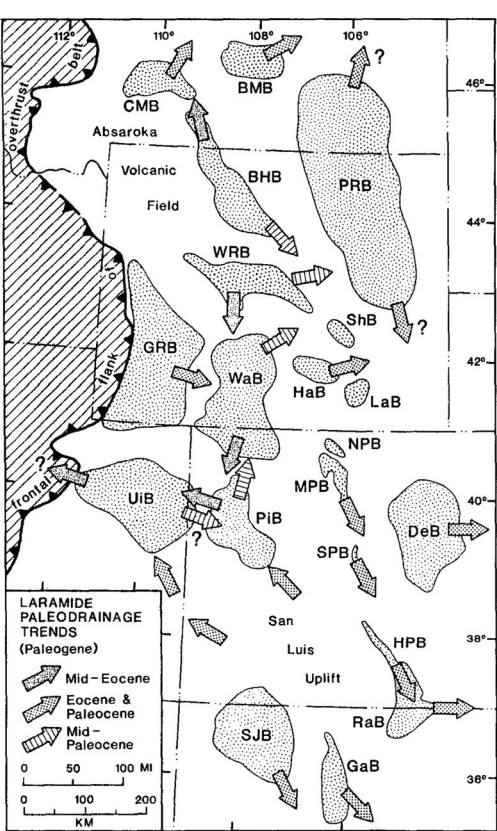 112°
110°
108°
106°
46°
44°
42°
40°
38°
36°
overthrust
belt
of
flank
frontal
CMB
BMB
?
Absaroka
Volcanic
Field
BHB
PRB
WRB
?
ShB
GRB
WaB
HaB
LaB
NPB
MPB
?
UiB
PiB
?
DeB
SPB
San
Luis
Uplift
HPB
RaB
SJB
GaB
LARAMIDE
PALEODRAINAGE
TRENDS
(Paleogene)
Mid-Eocene
Eocene &
Paleocene
Mid-
Paleocene
0 50 100 MI
0 100 200
KM